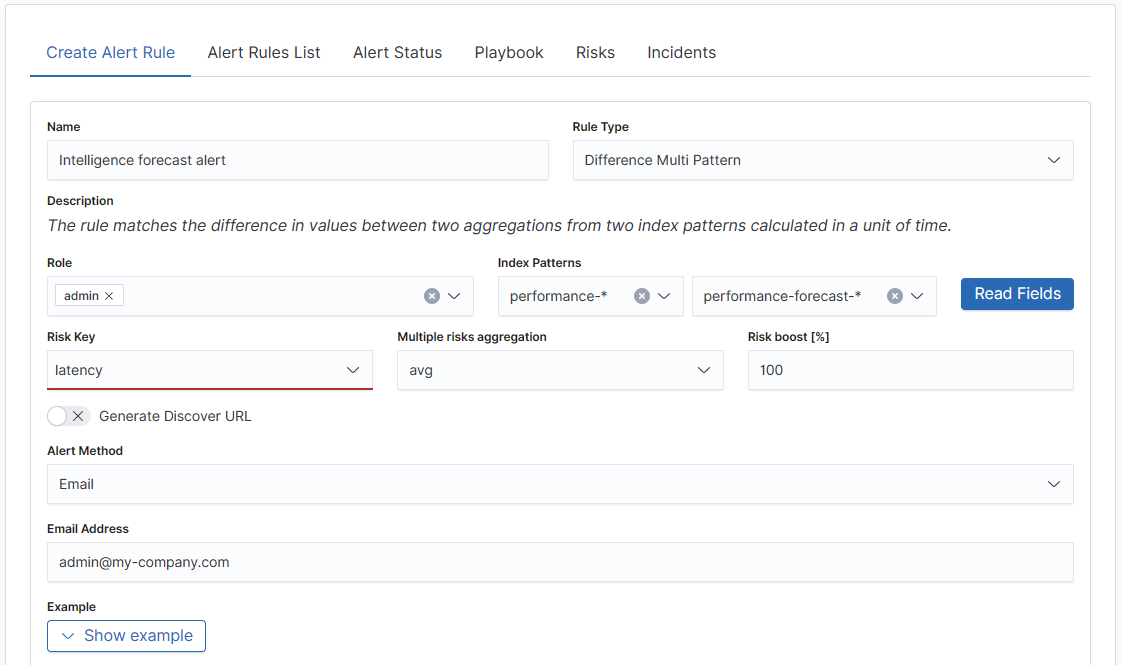 Create Alert Rule Alert Rules List Alert Status Playbook Risks Incidents
Name Rule Type
Intelligence forecast alert Difference Multi Pattern
Description
The rule matches the difference in values between two aggregations from two index patterns calculated in a unit of time.
Role Index Patterns
admin performance-* performance-forecast-* Read Fields
Risk Key Multiple risks aggregation Risk boost [%]
latency avg 100
Generate Discover URL
Alert Method
Email
Email Address
admin@my-company.com
Example
Show example